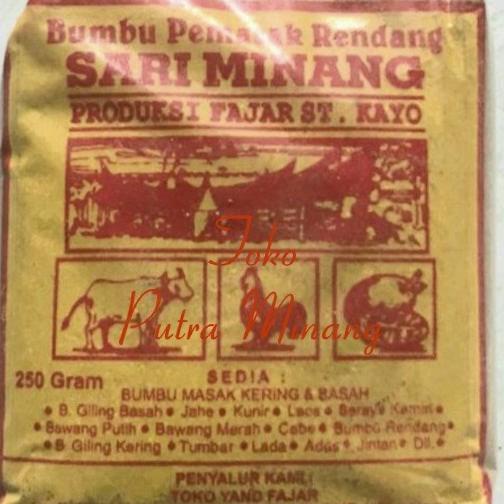 Bumbu Pemasak Rendang
SARI MINANG
PRODUKSI FAJAR ST. KAYO
Toko
Putra Minang
250 Gram
SEDIA :
BUMBU MASAK KERING & BASAH
• B. Giling Basah • Jahe • Kunir • Laos • Seraye Kemiri •
• Bawang Putih • Bawang Merah • Cabe • Bumbu Rendang •
• B. Giling Kering • Tumbar • Lada • Adas • Jintan • Dll. •
PENYALUR KAMI :
TOKO YANG FAJAR